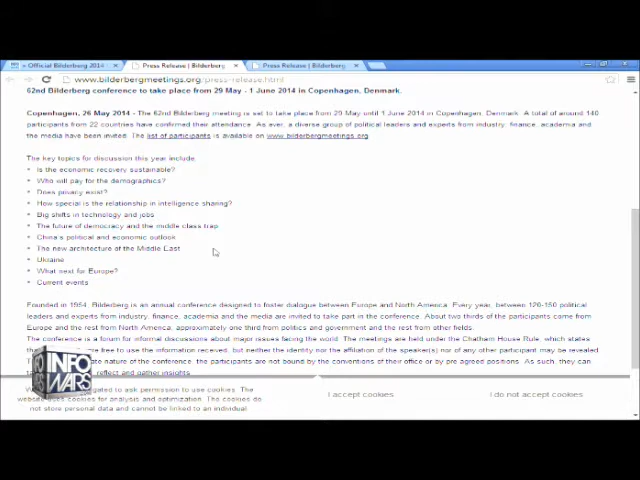 « Official Bilderberg 2014
Press Release | Bilderberg
Press Release | Bilderberg
www.bilderbergmeetings.org/press-release.html
62nd Bilderberg conference to take place from 29 May - 1 June 2014 in Copenhagen, Denmark.
Copenhagen, 26 May 2014 - The 62nd Bilderberg meeting is set to take place from 29 May until 1 June 2014 in Copenhagen, Denmark. A total of around 140
participants from 22 countries have confirmed their attendance. As ever, a diverse group of political leaders and experts from industry, finance, academia and
the media have been invited. The list of participants is available on www.bilderbergmeetings.org
The key topics for discussion this year include:
• Is the economic recovery sustainable?
• Who will pay for the demographics?
• Does privacy exist?
• How special is the relationship in intelligence sharing?
• Big shifts in technology and jobs
• The future of democracy and the middle class trap
• China's political and economic outlook
• The new architecture of the Middle East
• Ukraine
• What next for Europe?
• Current events
Founded in 1954, Bilderberg is an annual conference designed to foster dialogue between Europe and North America. Every year, between 120-150 political
leaders and experts from industry, finance, academia and the media are invited to take part in the conference. About two thirds of the participants come from
Europe and the rest from North America, approximately one third from politics and government and the rest from other fields.
The conference is a forum for informal discussions about major issues facing the world. The meetings are held under the Chatham House Rule, which states
free to use the information received, but neither the identity nor the affiliation of the speaker(s) nor of any other participant may be revealed
nature of the conference, the participants are not bound by the conventions of their office or by pre agreed positions. As such, they can
reflect and gather insights
INFO
WARS
to ask permission to use cookies. The
website uses cookies for analysis and optimization. The cookies do
not store personal data and cannot be linked to an individual
I accept cookies
I do not accept cookies